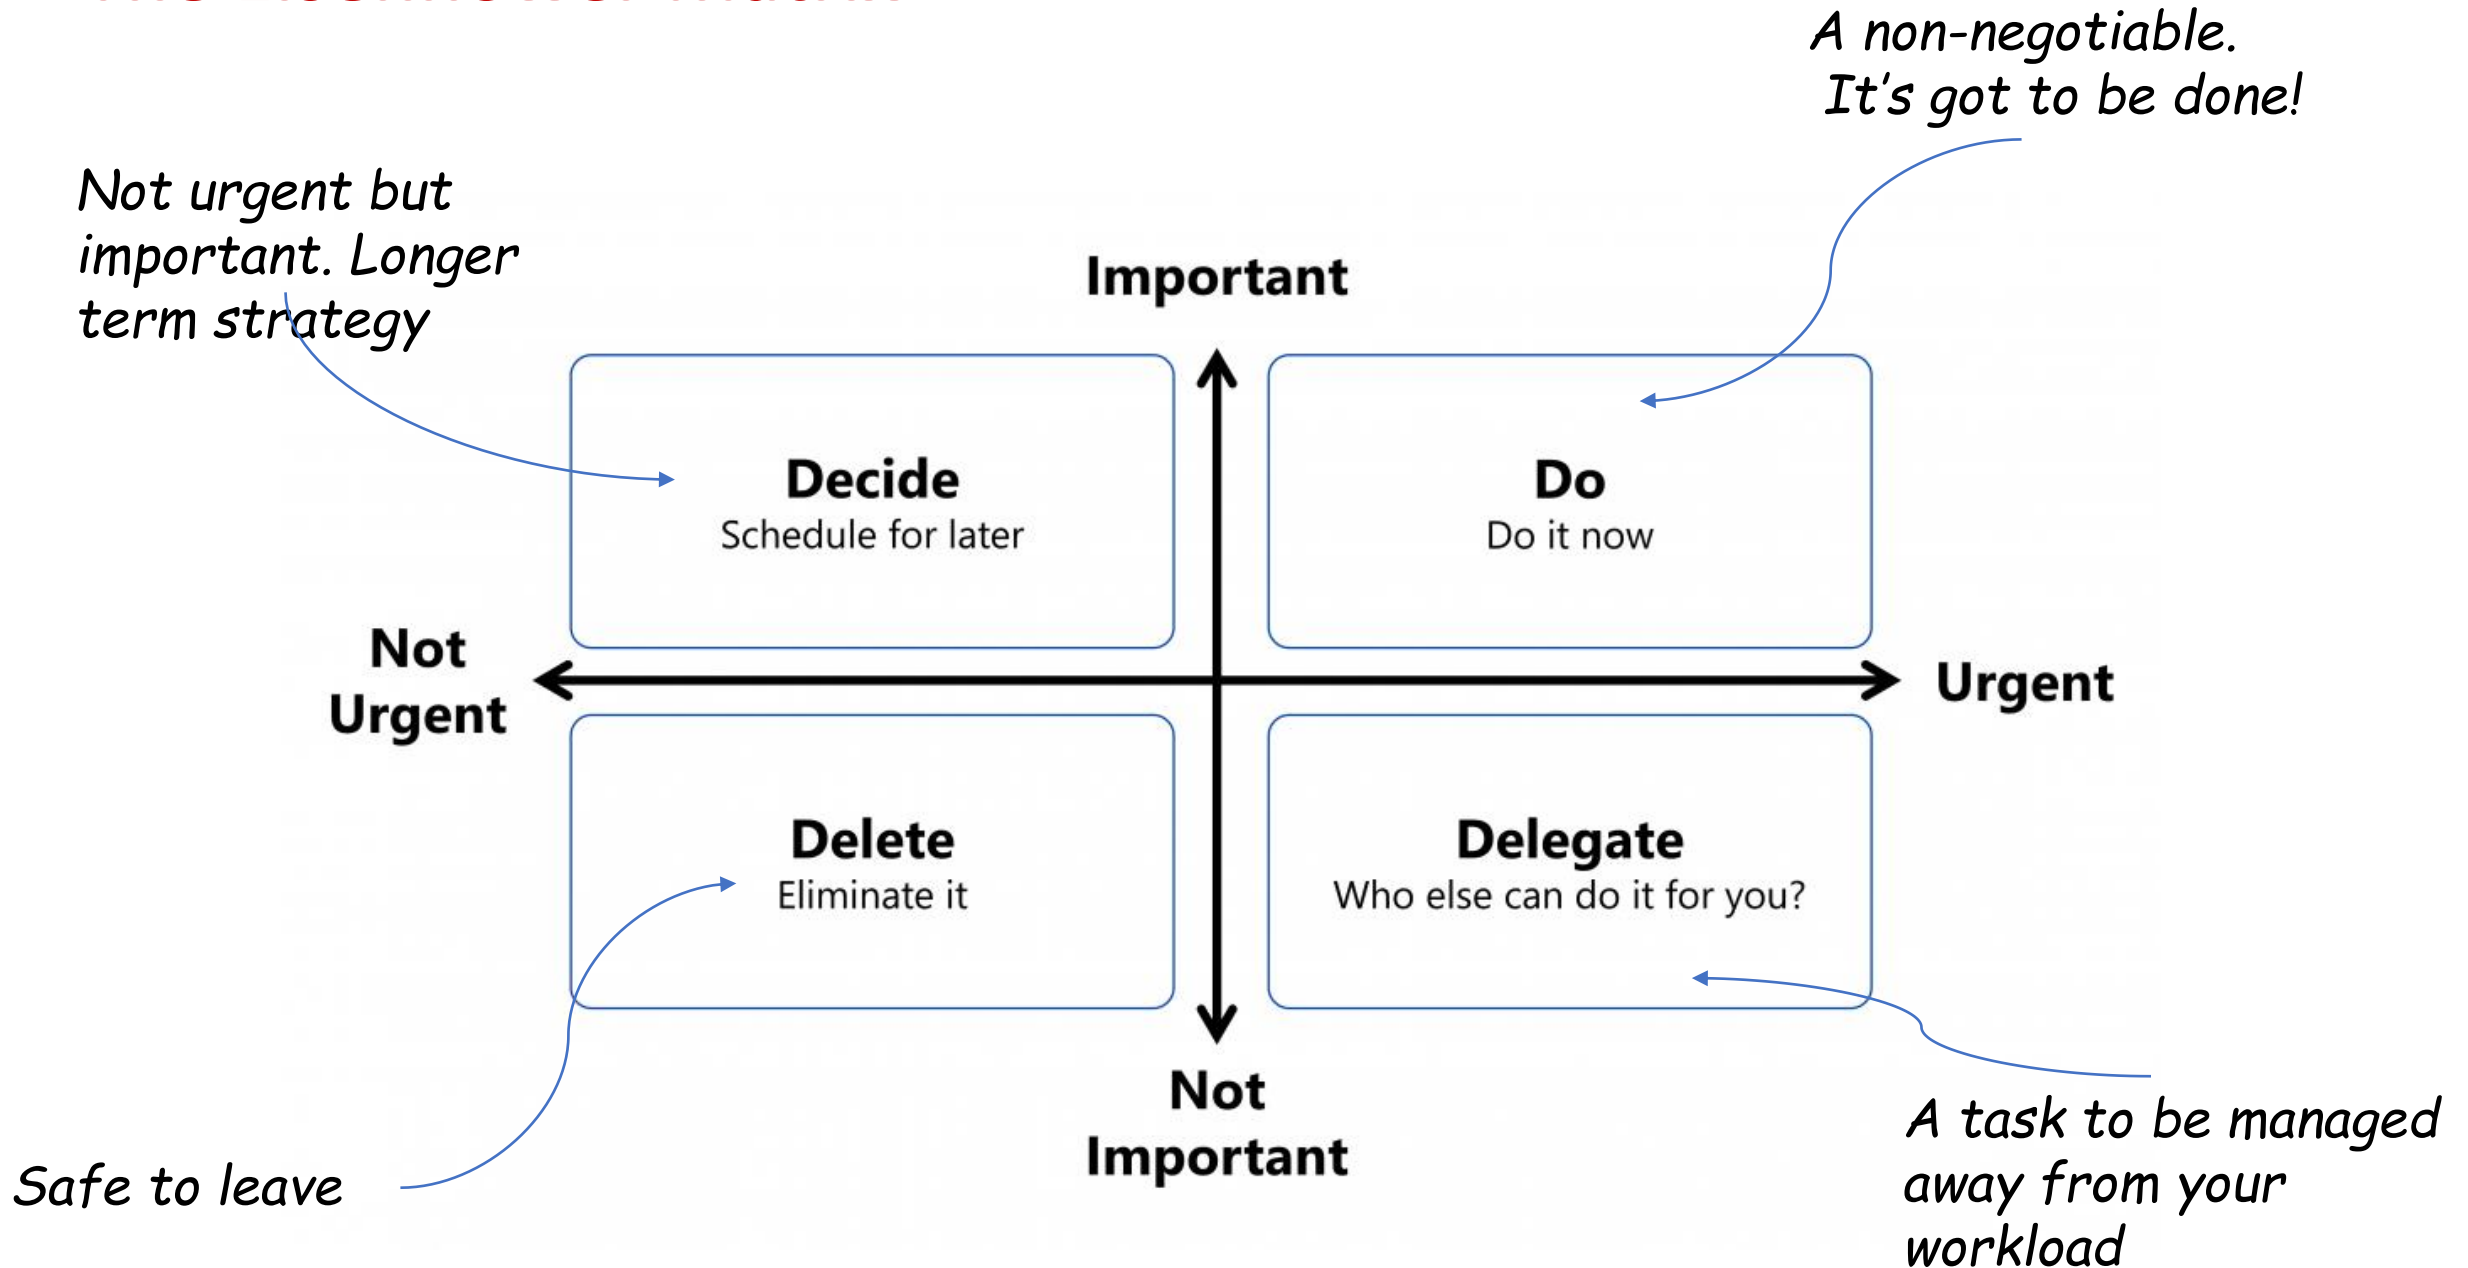 A non-negotiable.
It's got to be done!
Not urgent but
important. Longer
term strategy
Important
Decide
Schedule for later
Do
Do it now
Not
Urgent
Urgent
Delete
Eliminate it
Delegate
Who else can do it for you?
Not
Important
Safe to leave
A task to be managed
away from your
workload